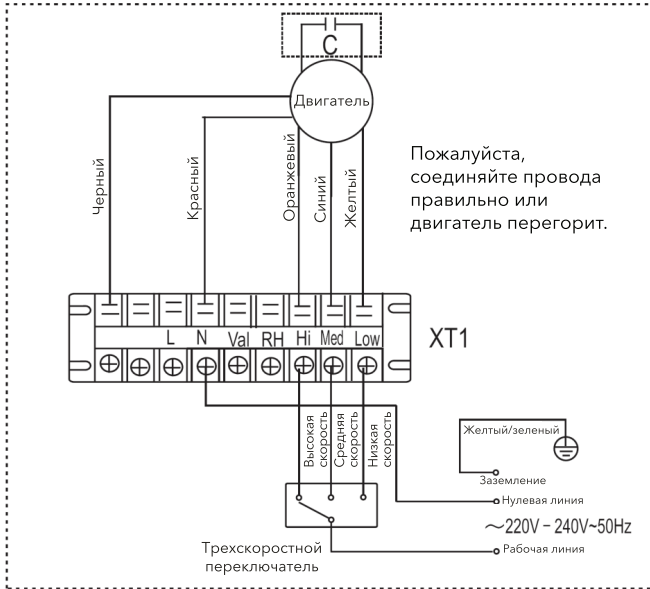 C
Двигатель
Черный
Красный
Оранжевый
Синий
Желтый
Пожалуйста,
соединяйте провода
правильно или
двигатель перегорит.
L N Val RH Hi Med Low
XT1
Высокая
скорость
Средняя
скорость
Низкая
скорость
Желтый/зеленый
Заземление
Нулевая линия
~220V – 240V~50Hz
Рабочая линия
Трехскоростной
переключатель